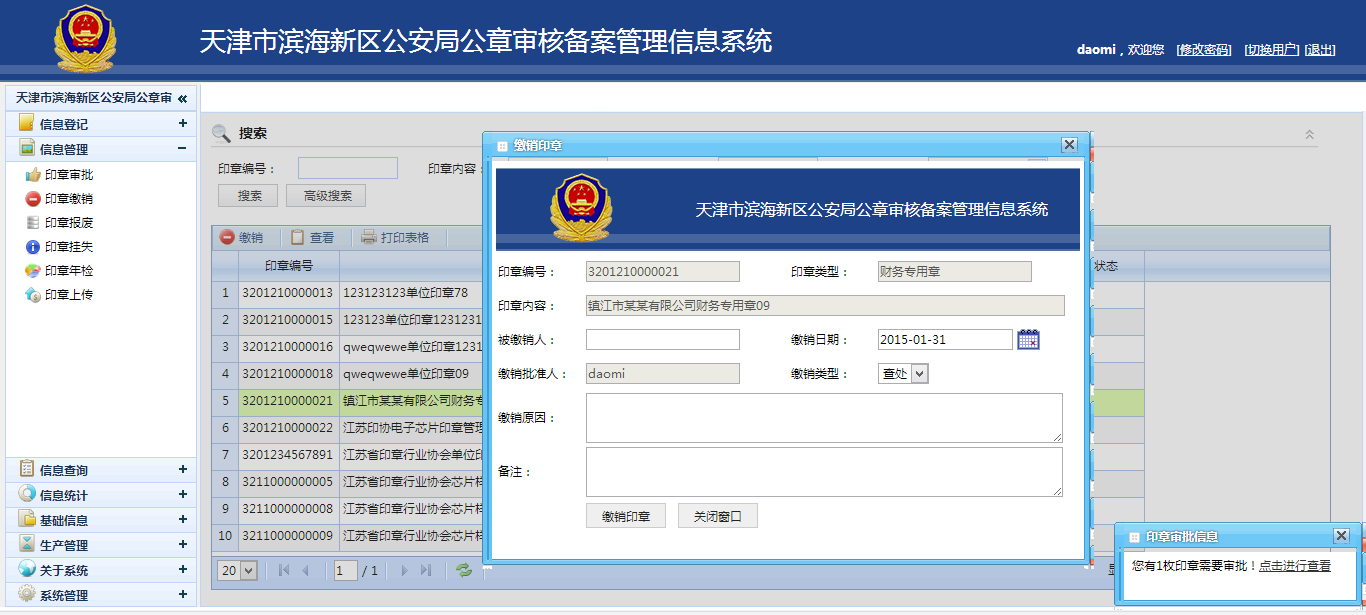 天津市滨海新区公安局公章审核备案管理信息系统
daomi，欢迎您 [修改密码] [切换用户] [退出]
天津市滨海新区公安局公章审
信息登记
信息管理
印章审批
印章缴销
印章报废
印章挂失
印章年检
印章上传
信息查询
信息统计
基础信息
生产管理
关于系统
系统管理
搜索
印章编号：
印章内容：
搜索 高级搜索
缴销 查看 打印表格
印章编号 状态
1 3201210000013 123123123单位印章78
2 3201210000015 123123单位印章1231231
3 3201210000016 qweqwewe单位印章1231
4 3201210000018 qweqwewe单位印章09
5 3201210000021 镇江市某某有限公司财务专
6 3201210000022 江苏印协电子芯片印章管理
7 3201234567891 江苏省印章行业协会单位印
8 3211000000005 江苏省印章行业协会芯片样
9 3211000000008 江苏省印章行业协会芯片样
10 3211000000009 江苏省印章行业协会芯片样
20 1 / 1
缴销印章
天津市滨海新区公安局公章审核备案管理信息系统
印章编号： 3201210000021 印章类型： 财务专用章
印章内容： 镇江市某某有限公司财务专用章09
被缴销人： 缴销日期： 2015-01-31
缴销批准人： daomi 缴销类型： 查处
缴销原因：
备注：
缴销印章 关闭窗口
印章审批信息
您有1枚印章需要审批！点击进行查看